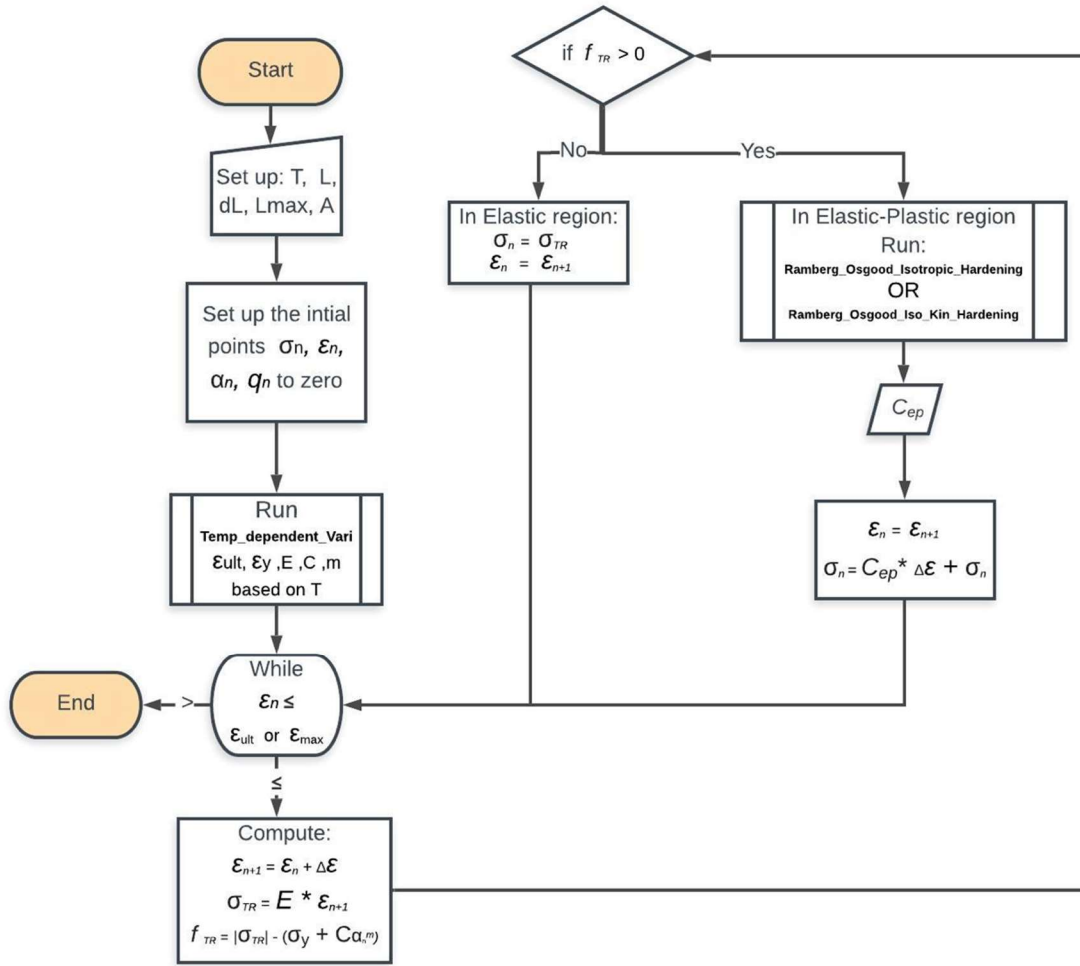 Start
Set up: T, L,
dL, Lmax, A
Set up the intial
points σn, εn,
αn, qn to zero
Run
Temp_dependent_Vari
εult, εy ,E ,C ,m
based on T
While
εn ≤
εult or εmax
>
End
≤
Compute:
εn+1 = εn + Δε
σTR = E * εn+1
f TR = |σTR| - (σy + Cαn^m)
if f TR > 0
No
Yes
In Elastic region:
σn = σTR
εn = εn+1
In Elastic-Plastic region
Run:
Ramberg_Osgood_Isotropic_Hardening
OR
Ramberg_Osgood_Iso_Kin_Hardening
Cep
εn = εn+1
σn = Cep* Δε + σn